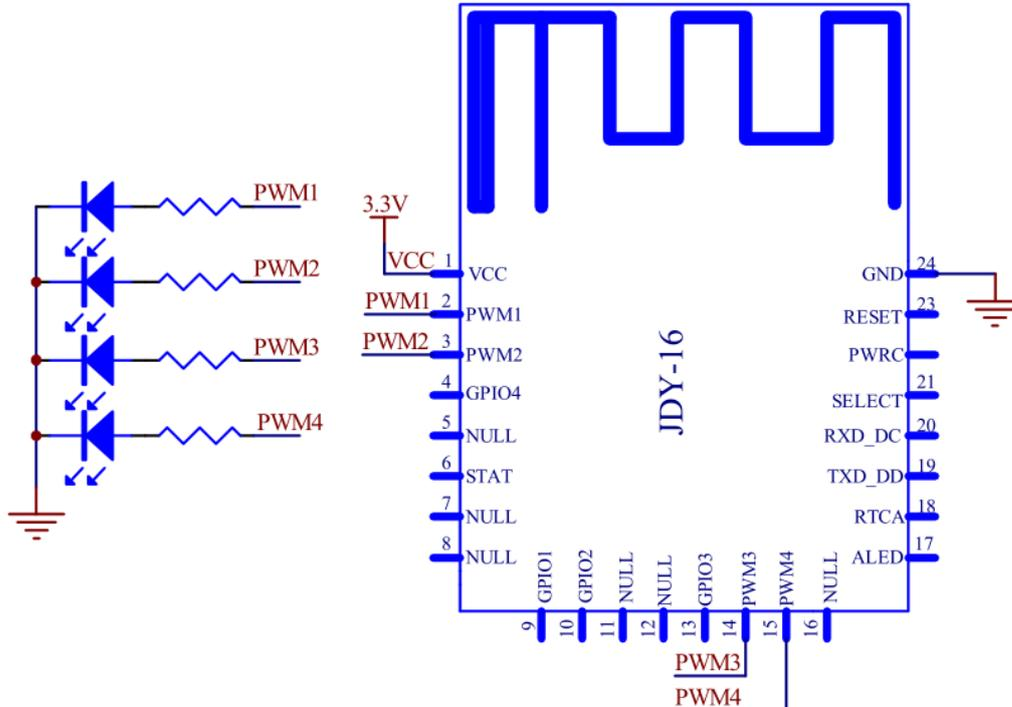 PWM1
PWM2
PWM3
PWM4
3.3V
VCC
PWM1
PWM2
1
2
3
4
5
6
7
8
VCC
PWM1
PWM2
GPIO4
NULL
STAT
NULL
NULL
JDY-16
GND
RESET
PWRC
SELECT
RXD_DC
TXD_DD
RTCA
ALED
24
23
21
20
19
18
17
GPIO1
GPIO2
NULL
NULL
GPIO3
PWM3
PWM4
NULL
9
10
11
12
13
14
15
16
PWM3
PWM4